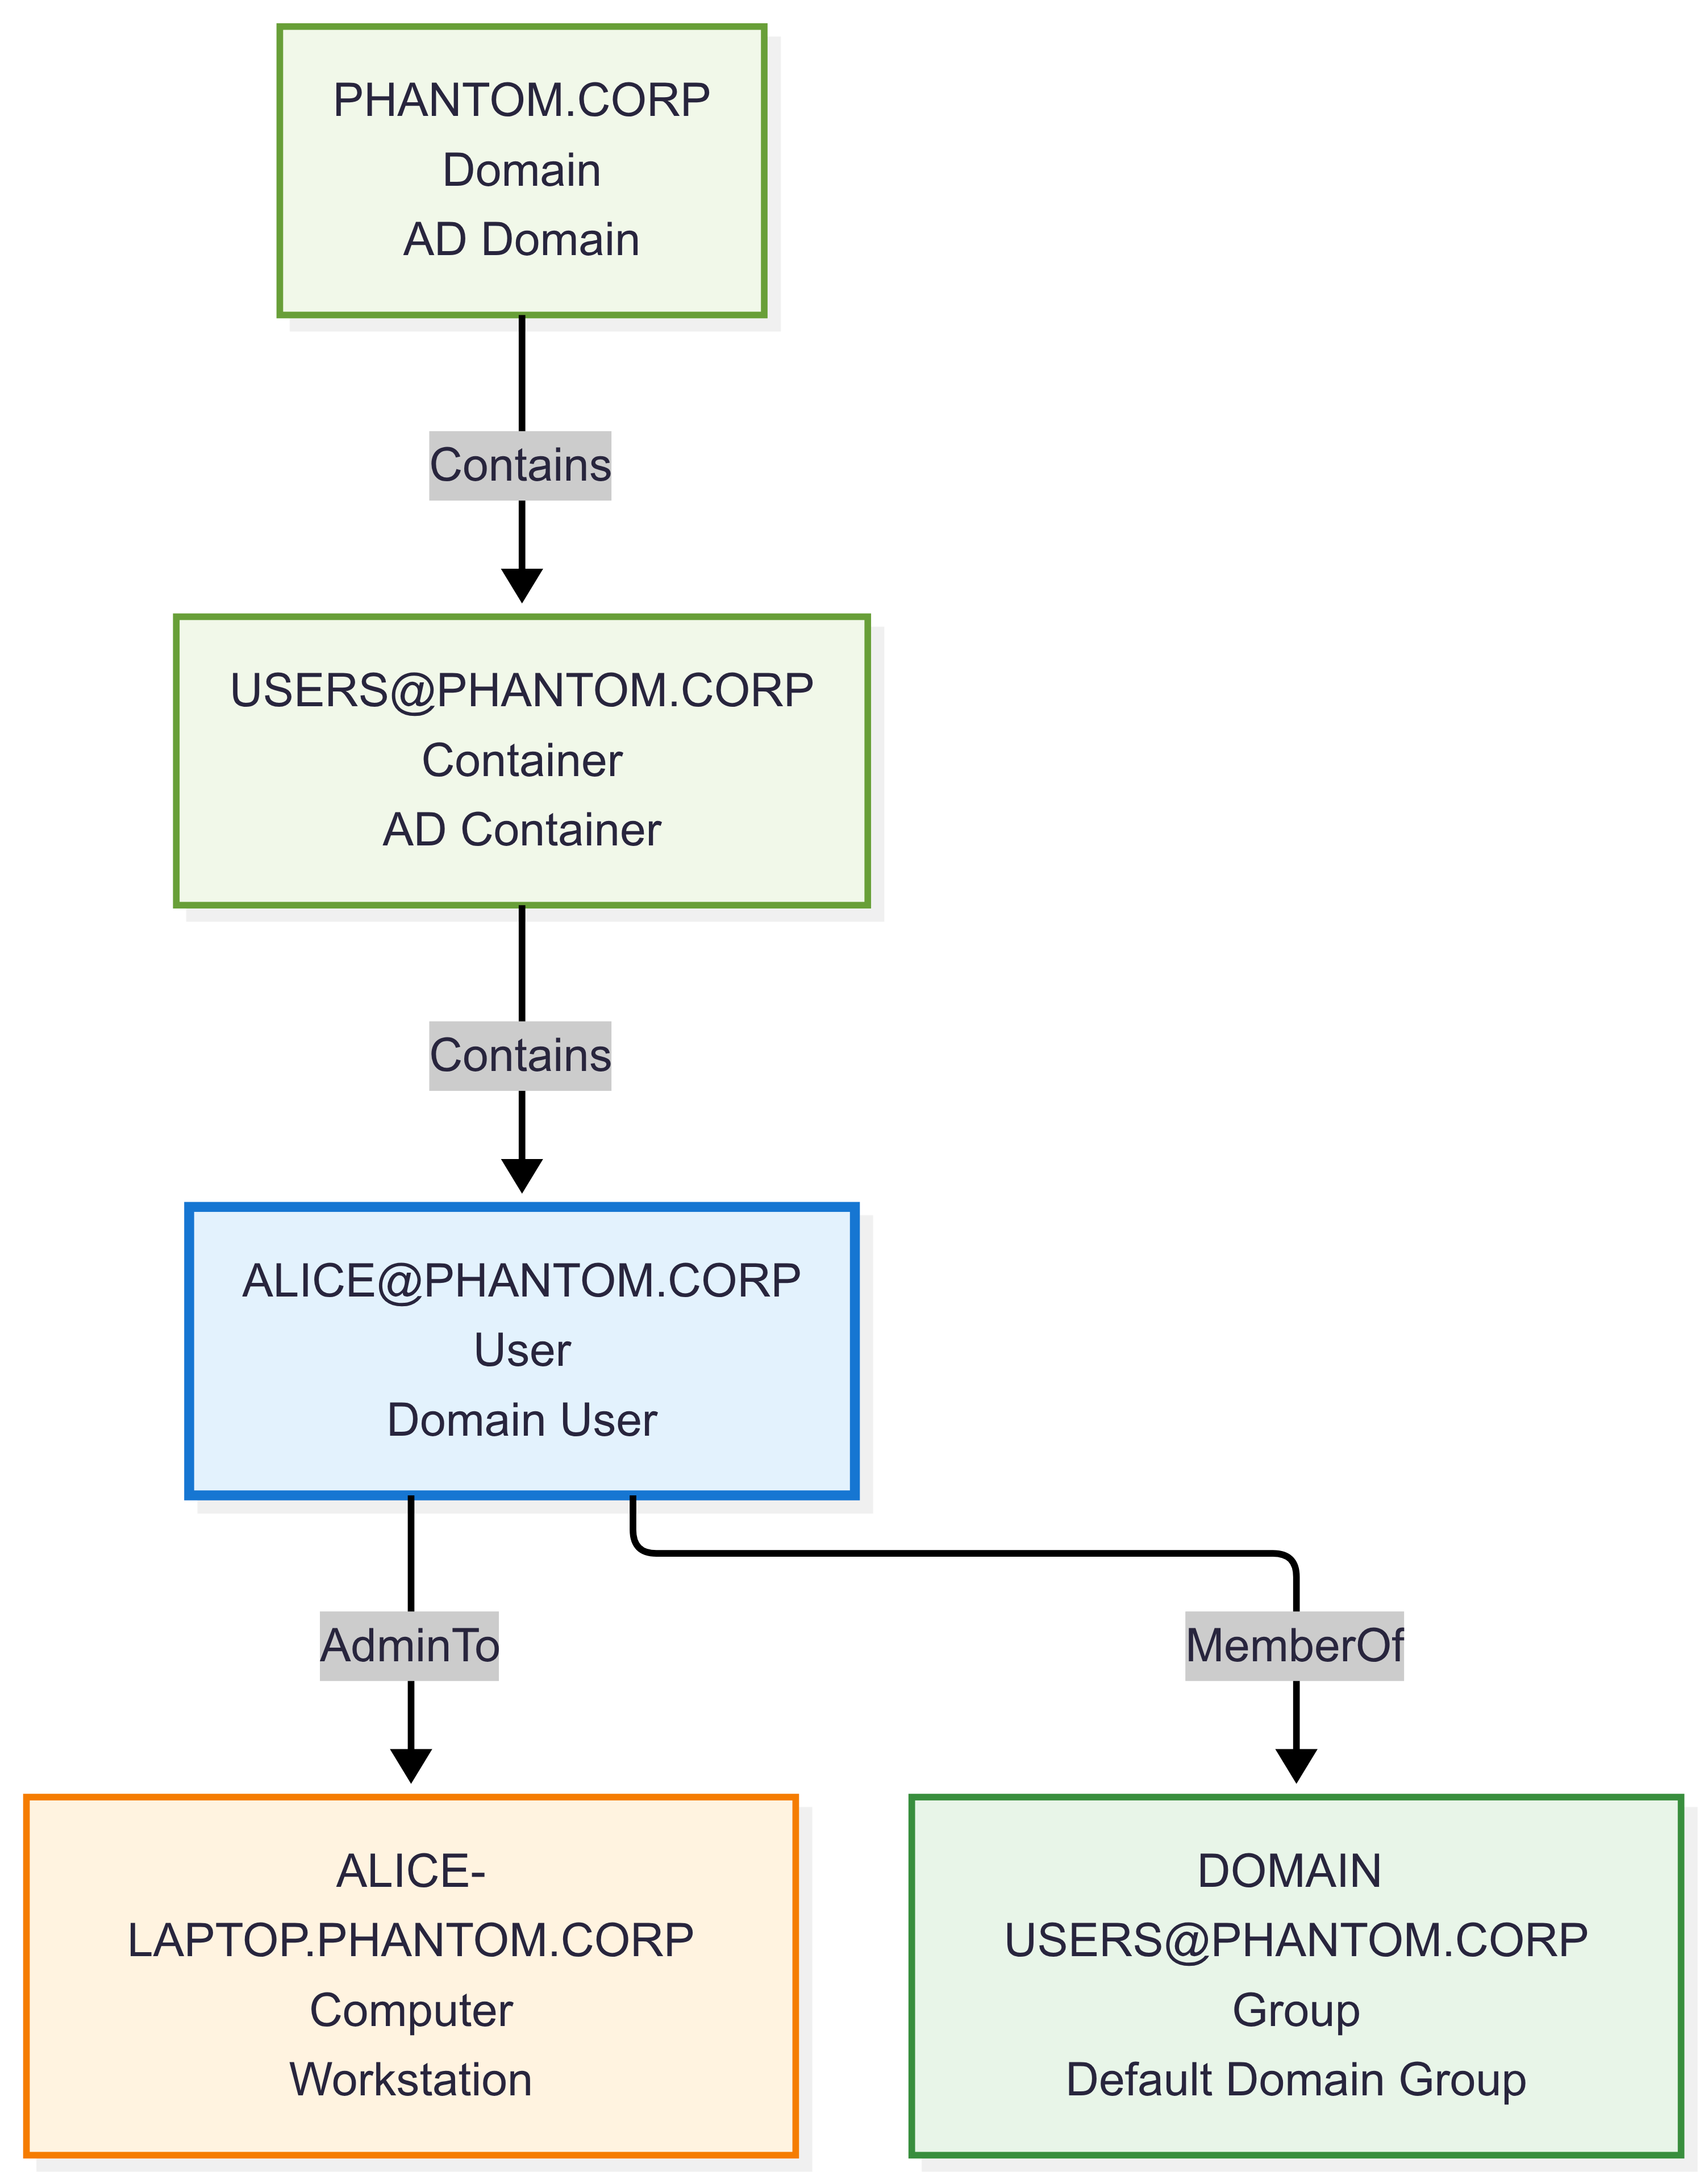 PHANTOM.CORP
Domain
AD Domain
Contains
USERS@PHANTOM.CORP
Container
AD Container
Contains
ALICE@PHANTOM.CORP
User
Domain User
AdminTo
MemberOf
ALICE-
LAPTOP.PHANTOM.CORP
Computer
Workstation
DOMAIN
USERS@PHANTOM.CORP
Group
Default Domain Group